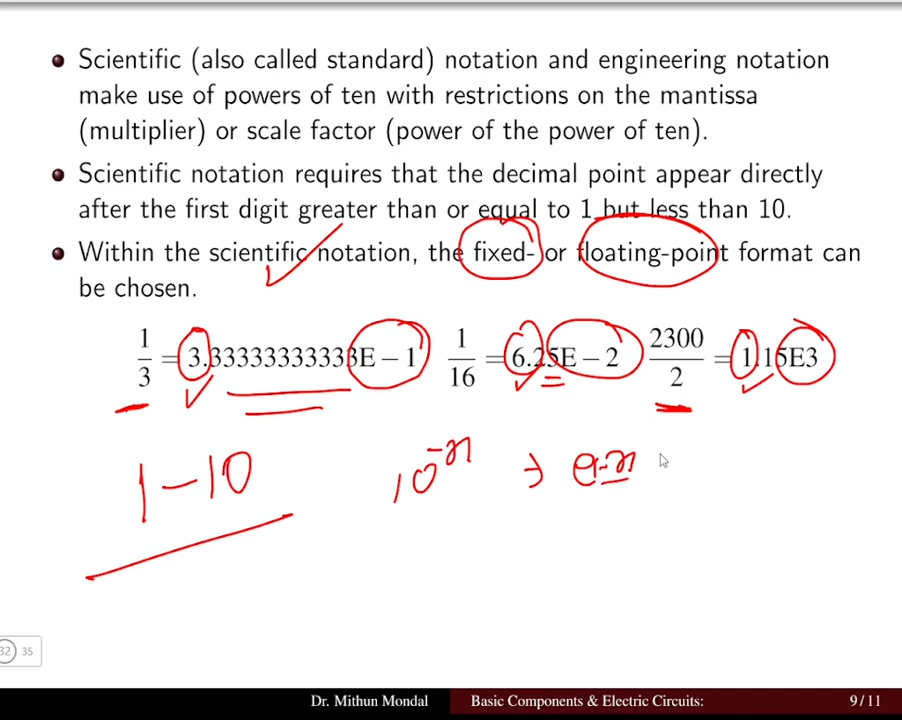 Scientific (also called standard) notation and engineering notation
make use of powers of ten with restrictions on the mantissa
(multiplier) or scale factor (power of the power of ten).
Scientific notation requires that the decimal point appear directly
after the first digit greater than or equal to 1 but less than 10.
Within the scientific notation, the fixed- or floating-point format can
be chosen.
1/3 = 3.33333333333E − 1 1/16 = 6.25E − 2 2300/2 = 1.15E3
1 – 10
32 35
Dr. Mithun Mondal Basic Components & Electric Circuits: 9 / 11